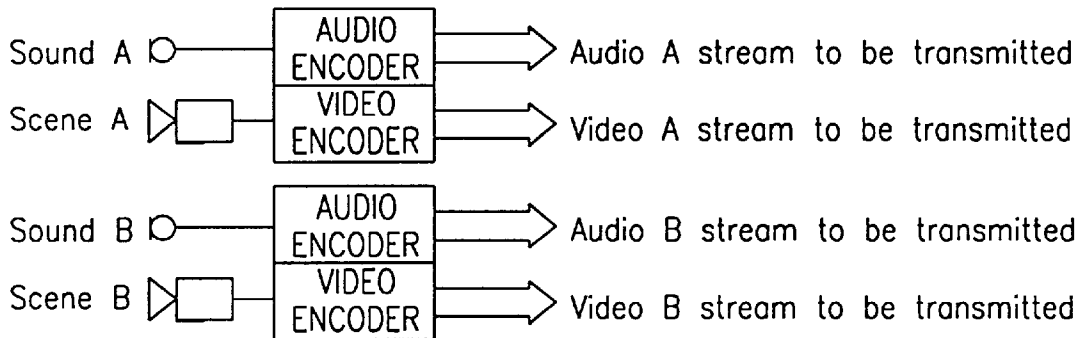 Sound A
AUDIO
ENCODER
Audio A stream to be transmitted
Scene A
VIDEO
ENCODER
Video A stream to be transmitted
Sound B
AUDIO
ENCODER
Audio B stream to be transmitted
Scene B
VIDEO
ENCODER
Video B stream to be transmitted